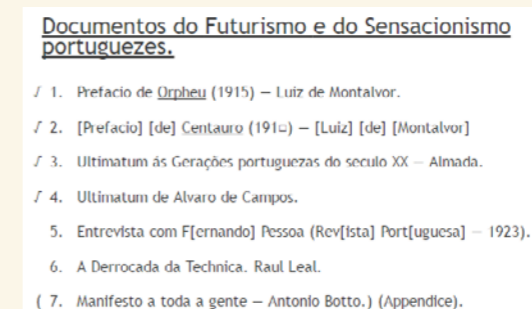 Documentos do Futurismo e do Sensacionismo
portuguezes.
∫ 1. Prefacio de Orpheu (1915) — Luiz de Montalvor.
∫ 2. [Prefacio] [de] Centauro (191□) — [Luiz] [de] [Montalvor]
∫ 3. Ultimatum ás Gerações portuguezas do seculo XX — Almada.
∫ 4. Ultimatum de Alvaro de Campos.
5. Entrevista com F[ernando] Pessoa (Rev[ista] Port[uguesa] — 1923).
6. A Derrocada da Technica. Raul Leal.
( 7. Manifesto a toda a gente — Antonio Botto.) (Appendice).